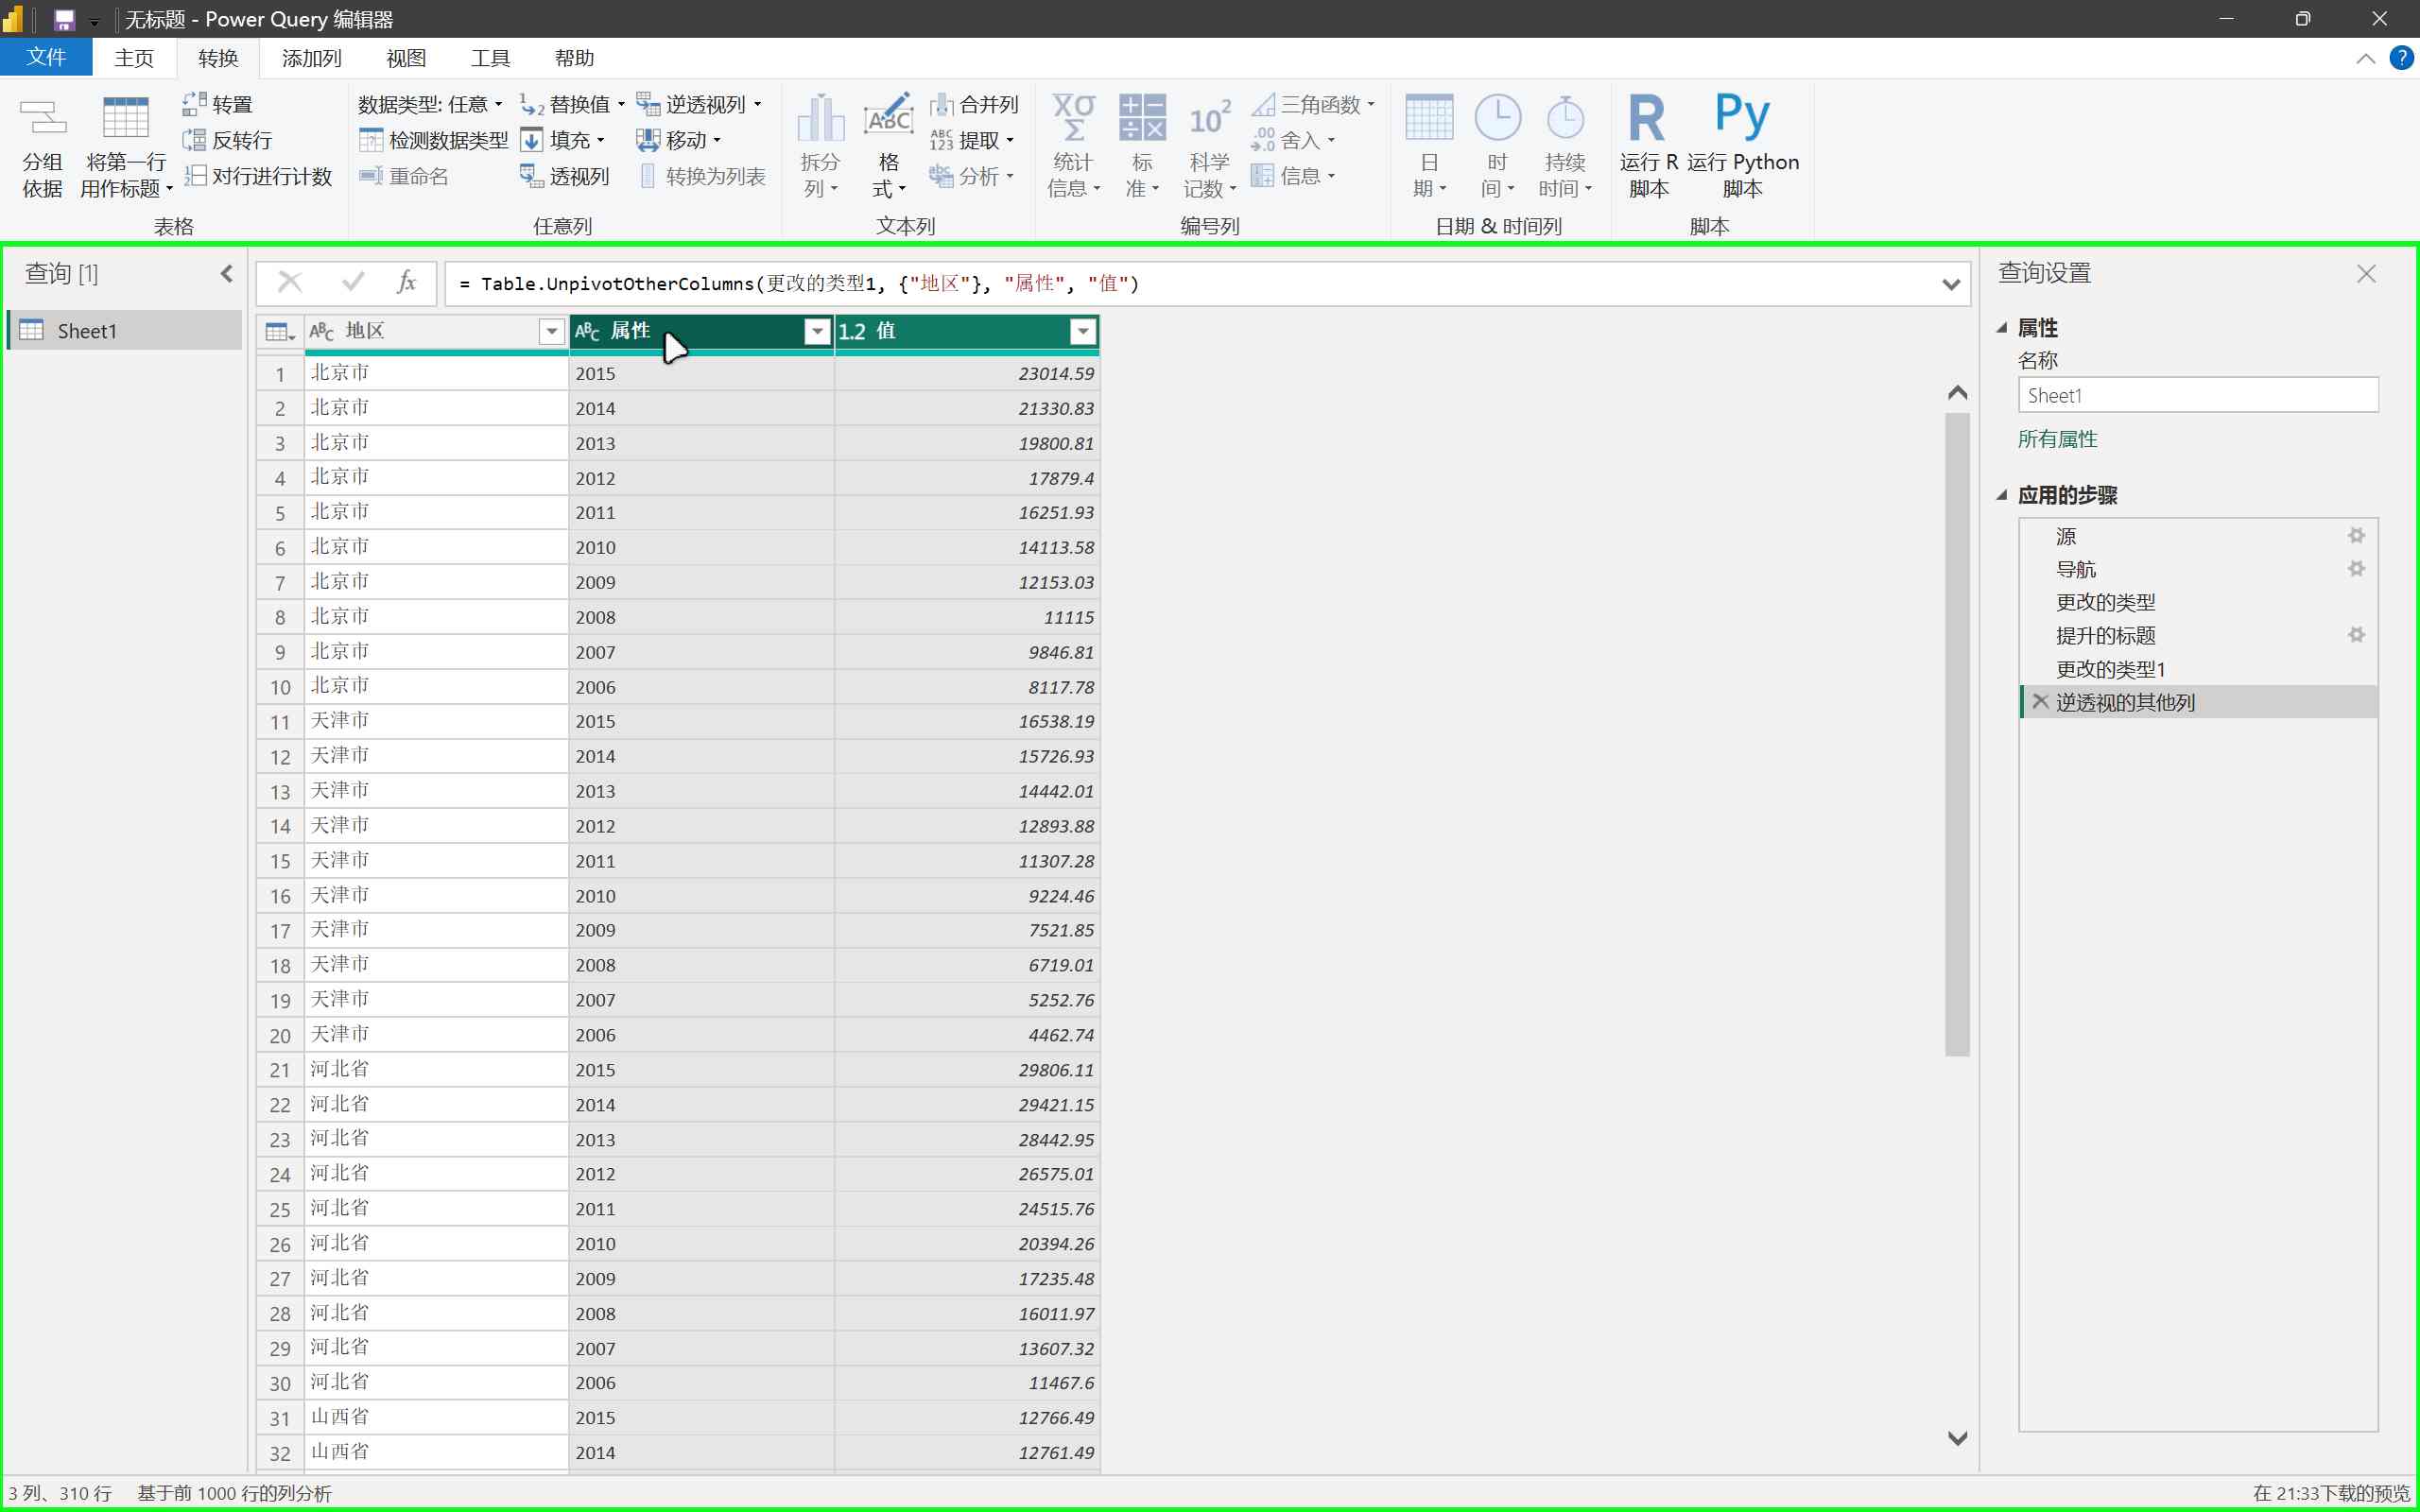 无标题 - Power Query 编辑器
文件 主页 转换 添加列 视图 工具 帮助
分组依据
将第一行用作标题
转置
反转行
对行进行计数
表格
数据类型: 任意
检测数据类型
重命名
替换值
填充
透视列
逆透视列
移动
转换为列表
任意列
拆分列
格式
合并列
提取
分析
文本列
统计信息
标准
科学记数
三角函数
舍入
信息
编号列
日期
时间
持续时间
日期 & 时间列
运行 R 脚本
运行 Python 脚本
脚本
查询 [1]
Sheet1
= Table.UnpivotOtherColumns(更改的类型1, {"地区"}, "属性", "值")
地区 属性 1.2 值
1 北京市 2015 23014.59
2 北京市 2014 21330.83
3 北京市 2013 19800.81
4 北京市 2012 17879.4
5 北京市 2011 16251.93
6 北京市 2010 14113.58
7 北京市 2009 12153.03
8 北京市 2008 11115
9 北京市 2007 9846.81
10 北京市 2006 8117.78
11 天津市 2015 16538.19
12 天津市 2014 15726.93
13 天津市 2013 14442.01
14 天津市 2012 12893.88
15 天津市 2011 11307.28
16 天津市 2010 9224.46
17 天津市 2009 7521.85
18 天津市 2008 6719.01
19 天津市 2007 5252.76
20 天津市 2006 4462.74
21 河北省 2015 29806.11
22 河北省 2014 29421.15
23 河北省 2013 28442.95
24 河北省 2012 26575.01
25 河北省 2011 24515.76
26 河北省 2010 20394.26
27 河北省 2009 17235.48
28 河北省 2008 16011.97
29 河北省 2007 13607.32
30 河北省 2006 11467.6
31 山西省 2015 12766.49
32 山西省 2014 12761.49
查询设置
属性
名称
Sheet1
所有属性
应用的步骤
源
导航
更改的类型
提升的标题
更改的类型1
逆透视的其他列
3 列、310 行 基于前 1000 行的列分析
在 21:33下载的预览